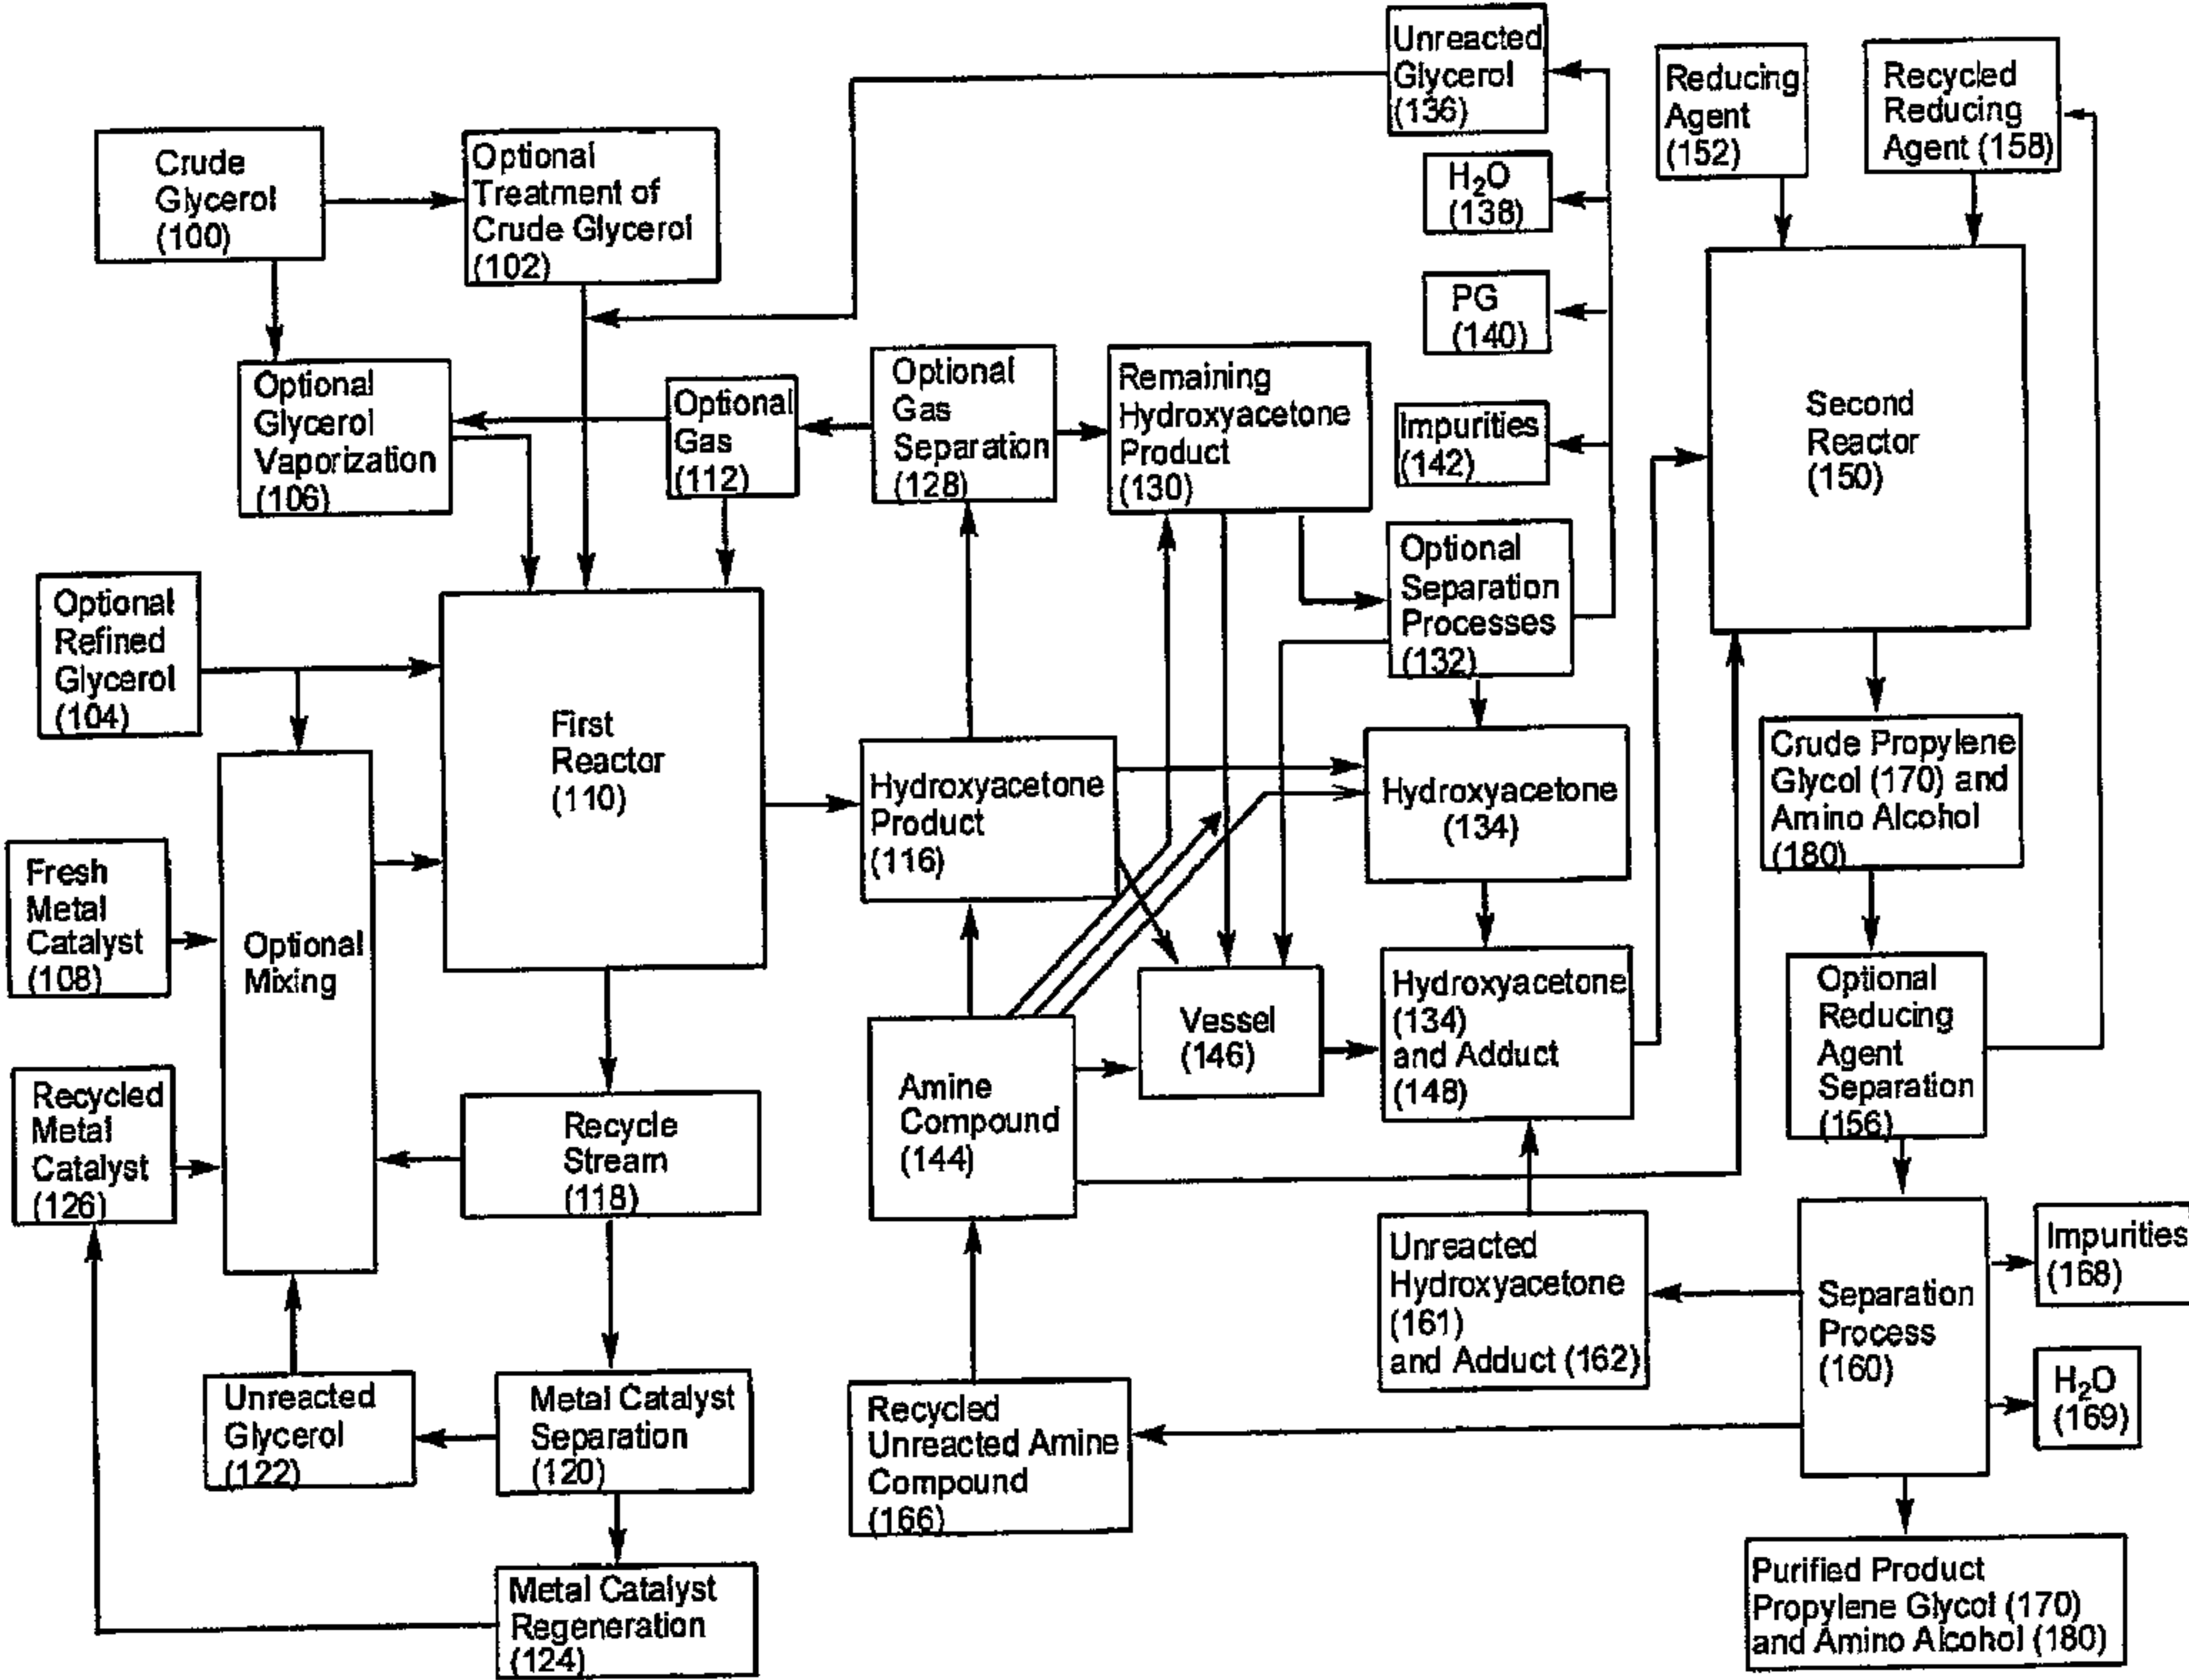 Crude
Glycerol
(100)
Optional
Treatment of
Crude Glycerol
(102)
Unreacted
Glycerol
(136)
H₂O
(138)
PG
(140)
Impurities
(142)
Reducing
Agent
(152)
Recycled
Reducing
Agent (158)
Optional
Glycerol
Vaporization
(106)
Optional
Gas
(112)
Optional
Gas
Separation
(128)
Remaining
Hydroxyacetone
Product
(130)
Second
Reactor
(150)
Optional
Separation
Processes
(132)
Optional
Refined
Glycerol
(104)
First
Reactor
(110)
Hydroxyacetone
Product
(116)
Hydroxyacetone
(134)
Crude Propylene
Glycol (170) and
Amino Alcohol
(180)
Fresh
Metal
Catalyst
(108)
Optional
Mixing
Recycled
Metal
Catalyst
(126)
Recycle
Stream
(118)
Amine
Compound
(144)
Vessel
(146)
Hydroxyacetone
(134)
and Adduct
(148)
Optional
Reducing
Agent
Separation
(156)
Unreacted
Glycerol
(122)
Metal Catalyst
Separation
(120)
Recycled
Unreacted Amine
Compound
(166)
Unreacted
Hydroxyacetone
(161)
and Adduct (162)
Separation
Process
(160)
Impurities
(168)
H₂O
(169)
Metal Catalyst
Regeneration
(124)
Purified Product
Propylene Glycol (170)
and Amino Alcohol (180)